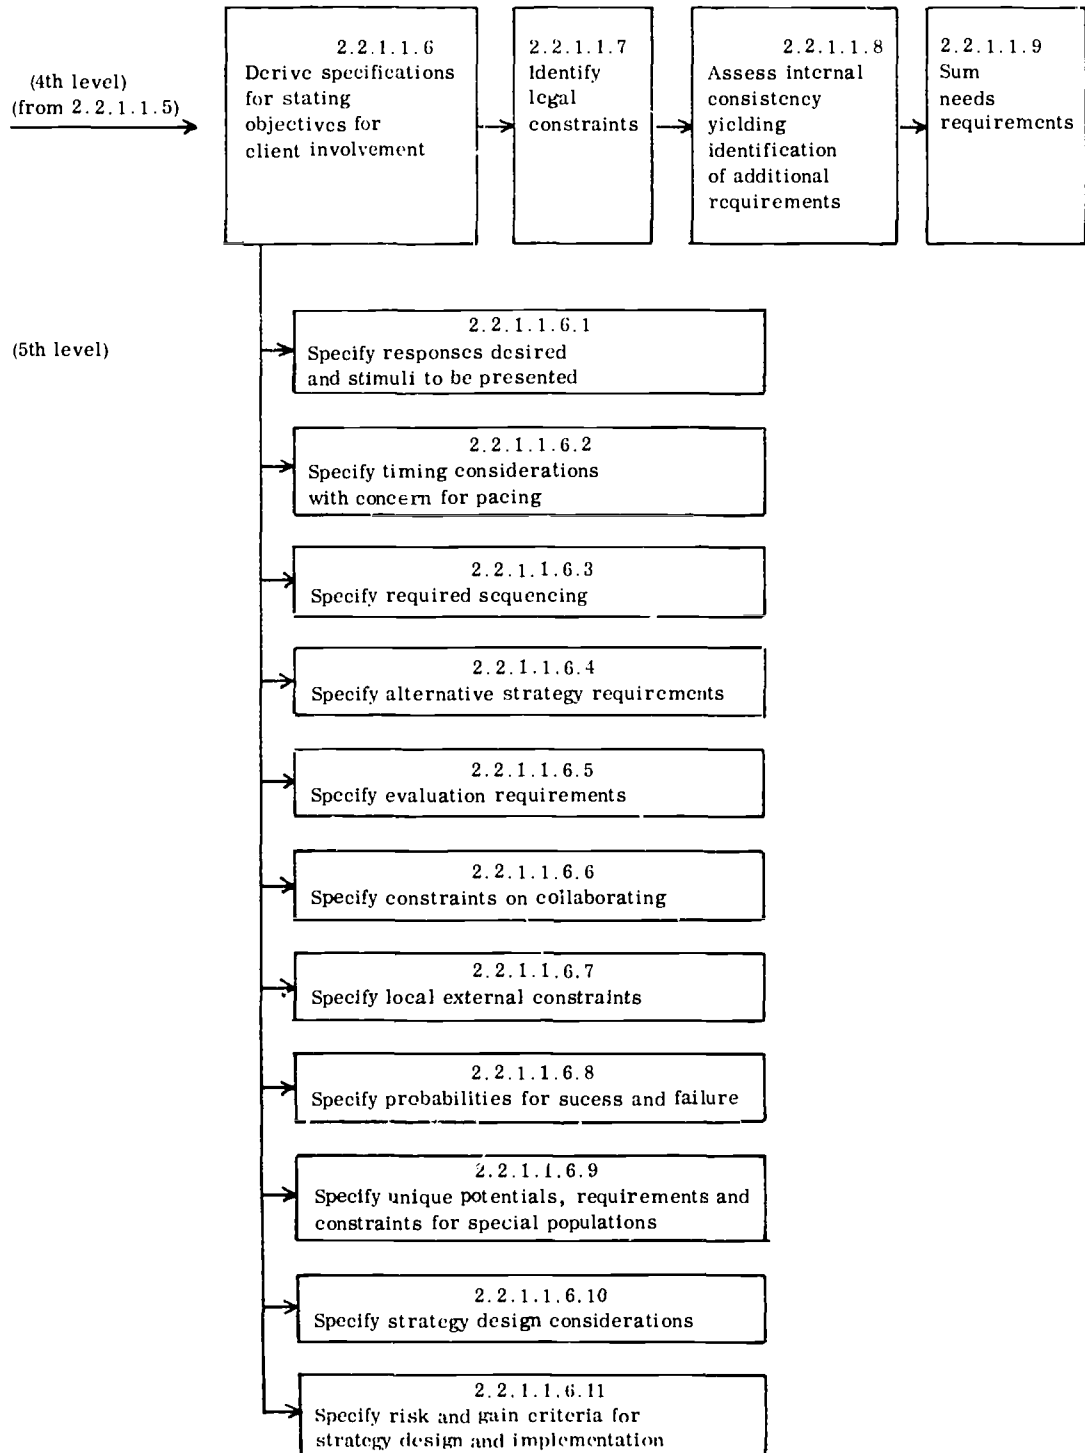 (4th level)
(from 2.2.1.1.5)
2.2.1.1.6
Derive specifications
for stating
objectives for
client involvement
2.2.1.1.7
Identify
legal
constraints
2.2.1.1.8
Assess internal
consistency
yielding
identification
of additional
requirements
2.2.1.1.9
Sum
needs
requirements
(5th level)
2.2.1.1.6.1
Specify responses desired
and stimuli to be presented
2.2.1.1.6.2
Specify timing considerations
with concern for pacing
2.2.1.1.6.3
Specify required sequencing
2.2.1.1.6.4
Specify alternative strategy requirements
2.2.1.1.6.5
Specify evaluation requirements
2.2.1.1.6.6
Specify constraints on collaborating
2.2.1.1.6.7
Specify local external constraints
2.2.1.1.6.8
Specify probabilities for sucess and failure
2.2.1.1.6.9
Specify unique potentials, requirements and
constraints for special populations
2.2.1.1.6.10
Specify strategy design considerations
2.2.1.1.6.11
Specify risk and gain criteria for
strategy design and implementation